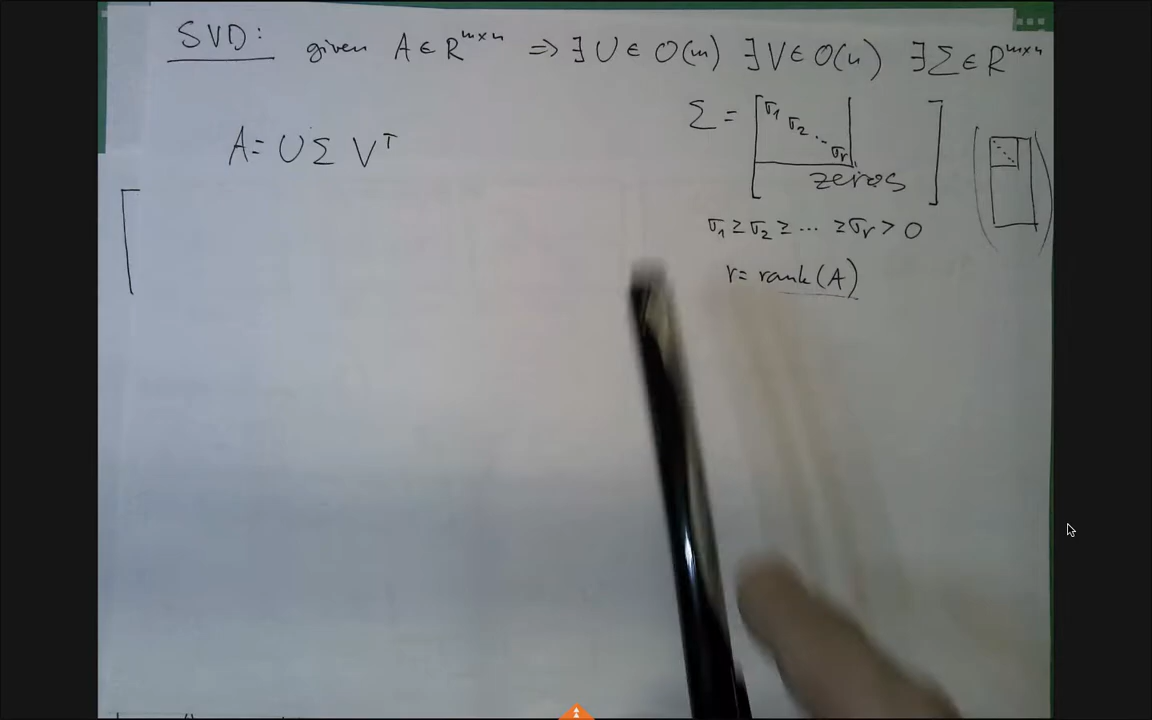 SVD: given A ∈ R^{m×n} ⇒ ∃ U ∈ O(m) ∃ V ∈ O(n) ∃ Σ ∈ R^{m×n}
A = U Σ V^T
Σ = [ σ₁ σ₂ ⋱ σᵣ zeros ]
σ₁ ≥ σ₂ ≥ ⋯ ≥ σᵣ > 0
r = rank(A)